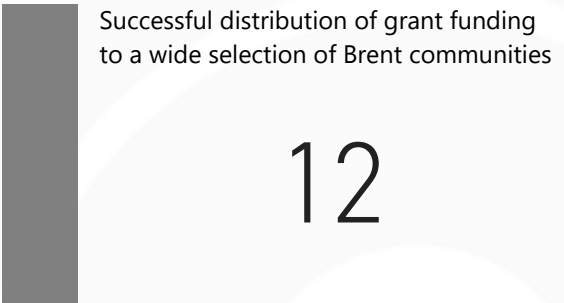 Successful distribution of grant funding
to a wide selection of Brent communities
12